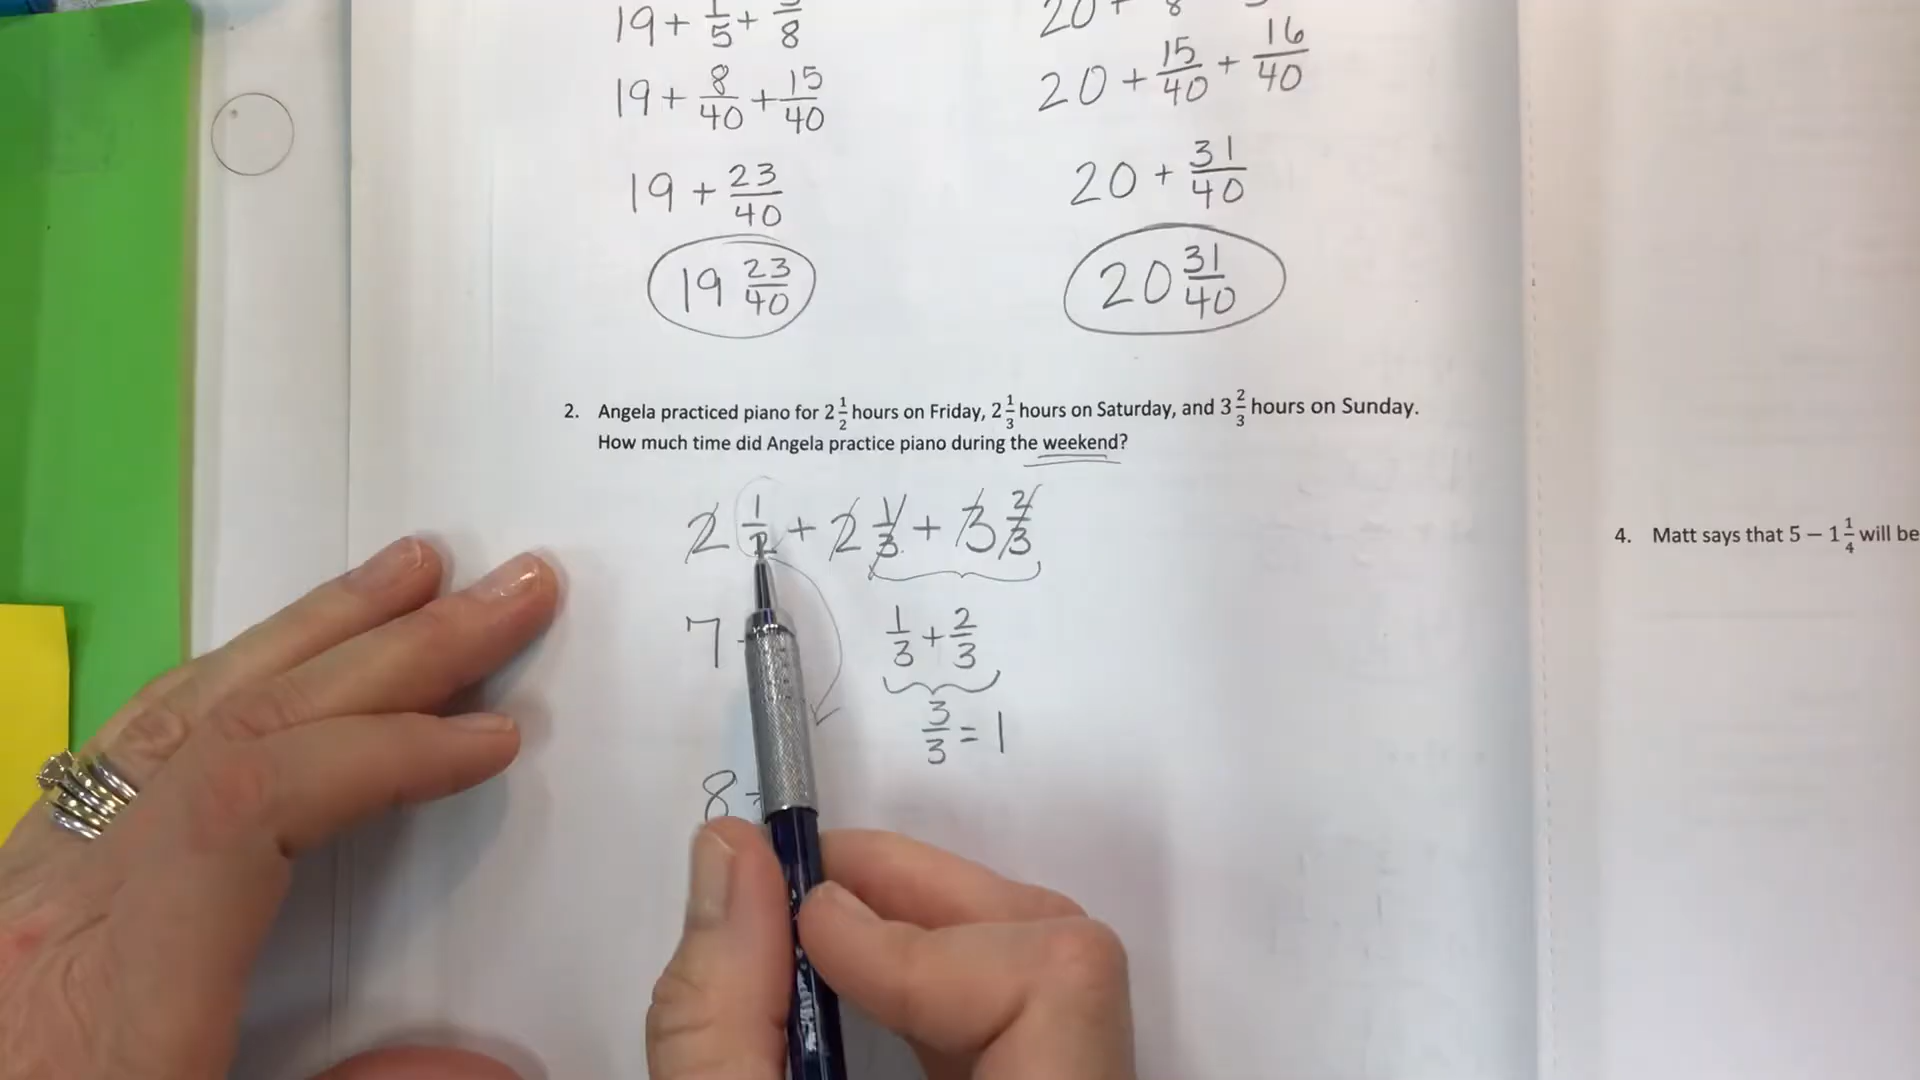 19 + 1/5 + 3/8
20 + 8
19 + 8/40 + 15/40
20 + 15/40 + 16/40
19 + 23/40
20 + 31/40
19 23/40
20 31/40
2. Angela practiced piano for 2 1/2 hours on Friday, 2 1/3 hours on Saturday, and 3 2/3 hours on Sunday.
How much time did Angela practice piano during the weekend?
2 1/2 + 2 1/3 + 3 2/3
7
1/3 + 2/3
3/3 = 1
8
4. Matt says that 5 – 1 1/4 will be